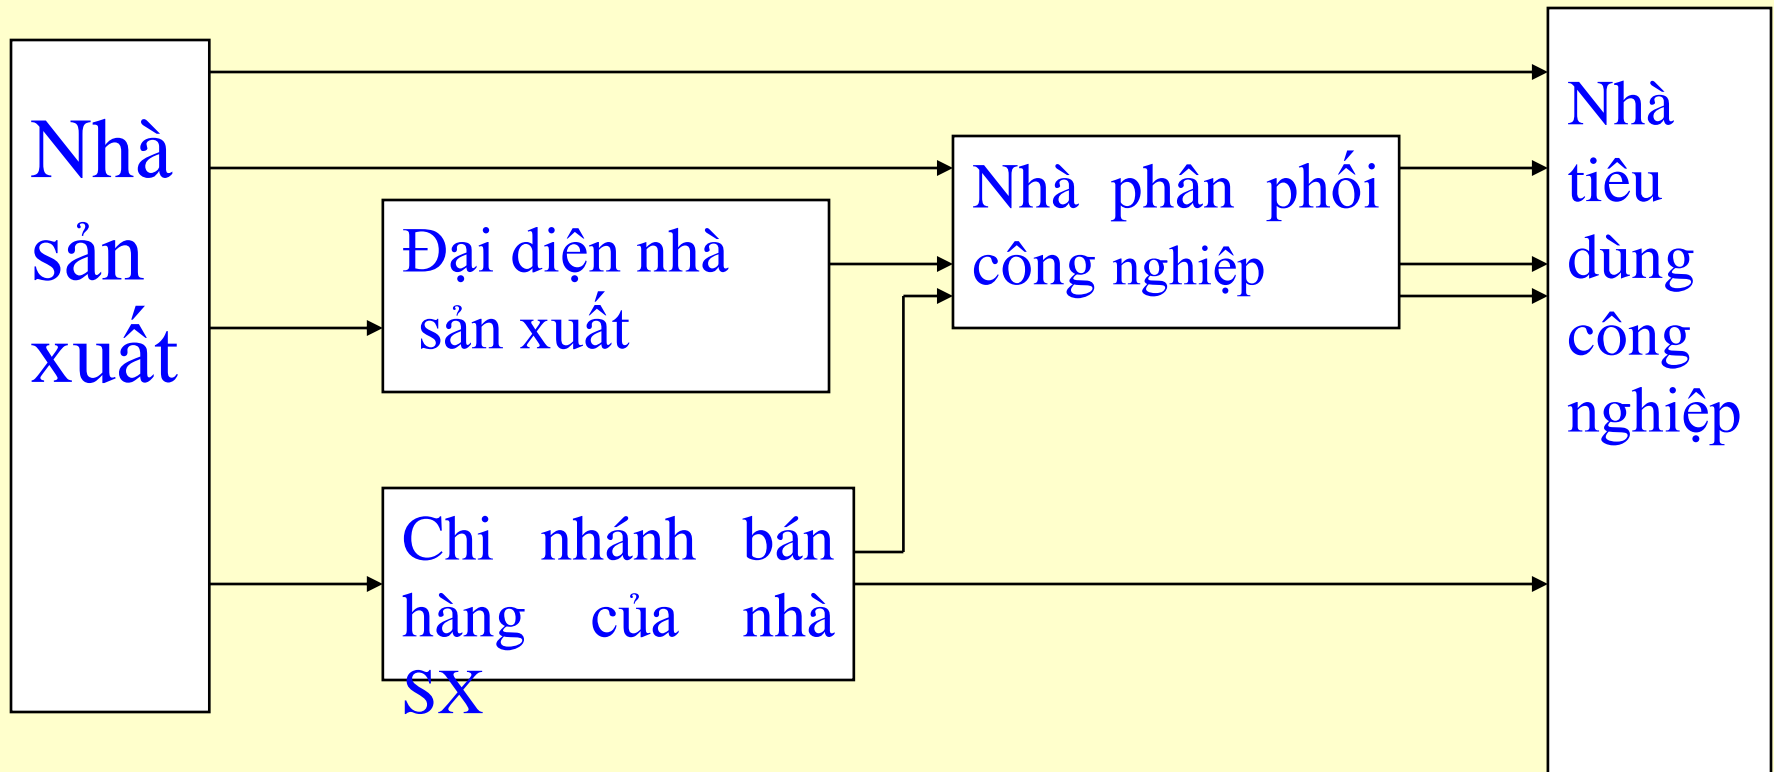 Nhà
sản
xuất
Đại diện nhà
sản xuất
Chi nhánh bán
hàng của nhà
SX
Nhà phân phối
công nghiệp
Nhà
tiêu
dùng
công
nghiệp